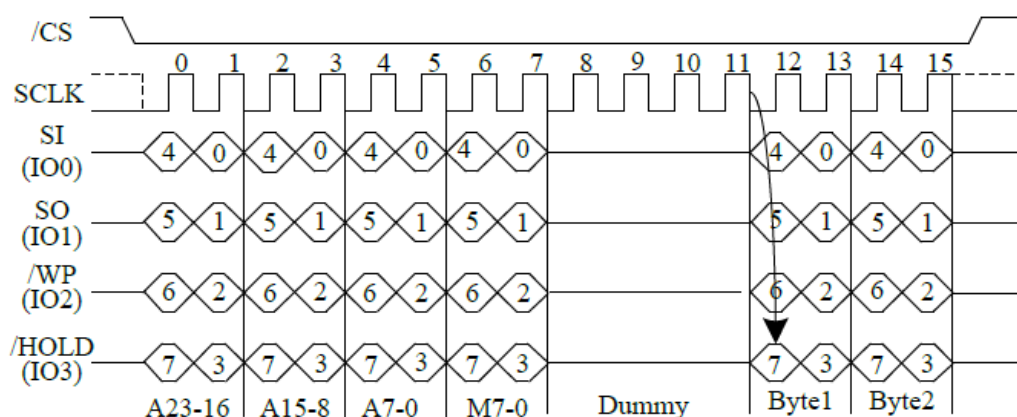 /CS
0 1 2 3 4 5 6 7 8 9 10 11 12 13 14 15
SCLK
SI
(IO0)
4 0 4 0 4 0 4 0 4 0 4 0
SO
(IO1)
5 1 5 1 5 1 5 1 5 1 5 1
/WP
(IO2)
6 2 6 2 6 2 6 2 6 2 6 2
/HOLD
(IO3)
7 3 7 3 7 3 7 3 7 3 7 3
A23-16 A15-8 A7-0 M7-0 Dummy Byte1 Byte2